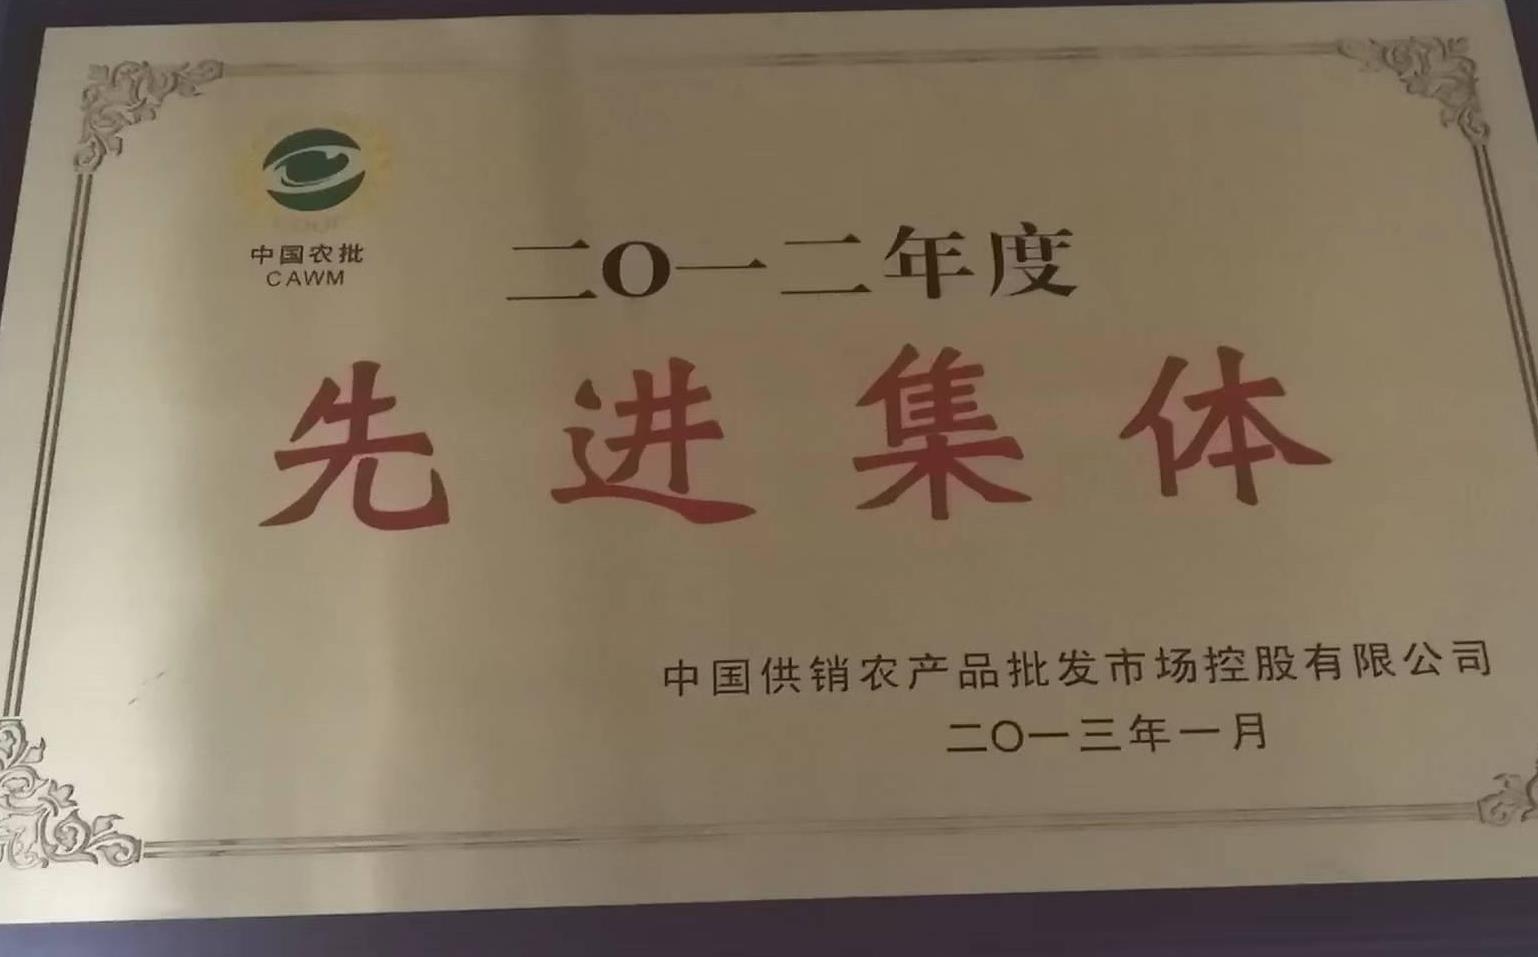 中国农批
CAWM
二O一二年度
先进集体
中国供销农产品批发市场控股有限公司
二O一三年一月